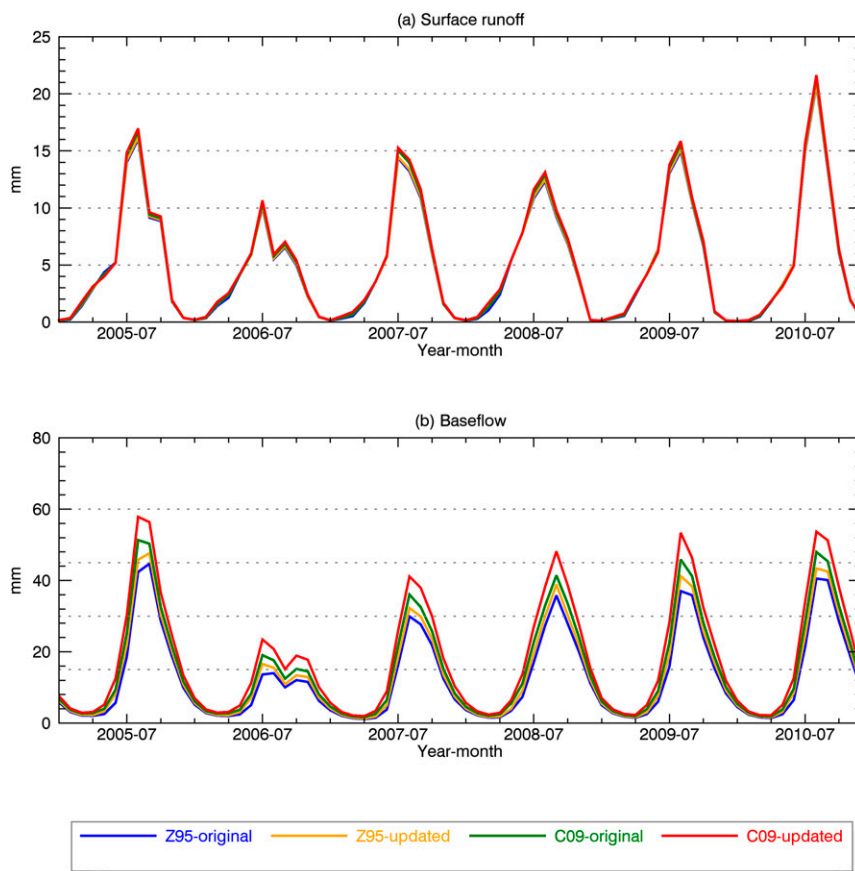 (a) Surface runoff
25
20
15
10
5
0
mm
2005-07 2006-07 2007-07 2008-07 2009-07 2010-07
Year-month
(b) Baseflow
80
60
40
20
0
mm
2005-07 2006-07 2007-07 2008-07 2009-07 2010-07
Year-month
Z95-original Z95-updated C09-original C09-updated